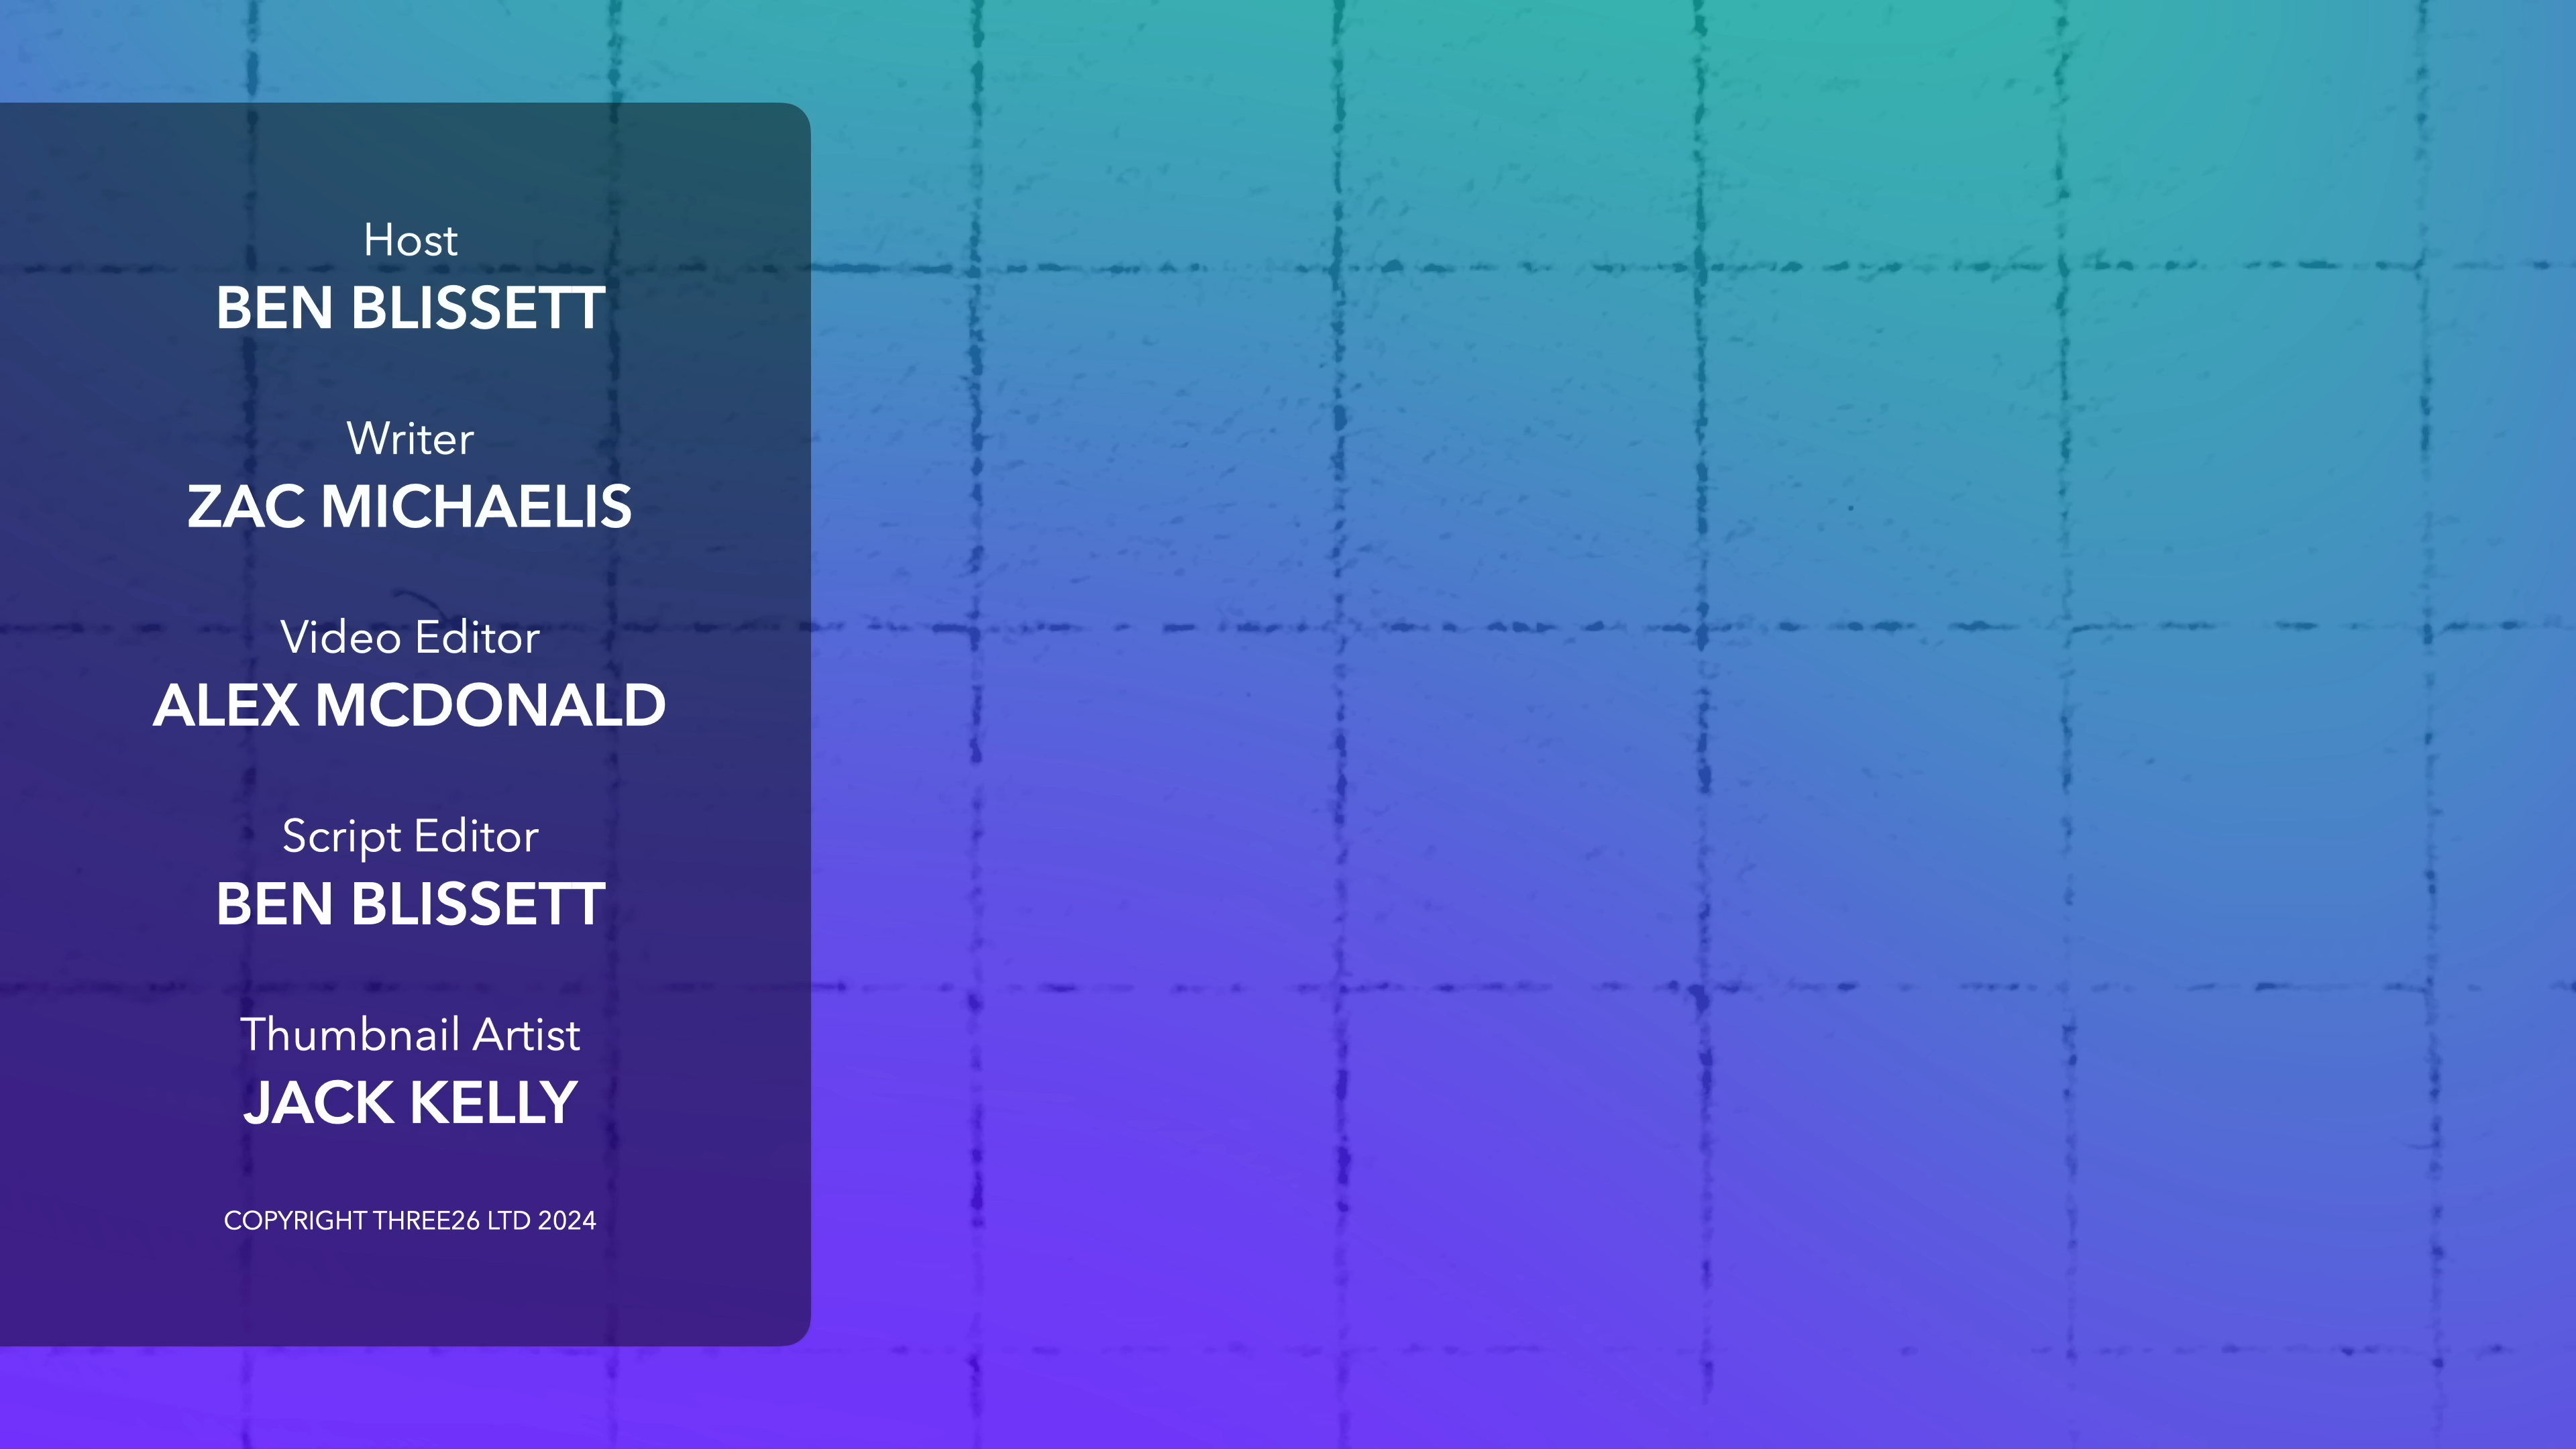 Host
BEN BLISSETT
Writer
ZAC MICHAELIS
Video Editor
ALEX MCDONALD
Script Editor
BEN BLISSETT
Thumbnail Artist
JACK KELLY
COPYRIGHT THREE26 LTD 2024